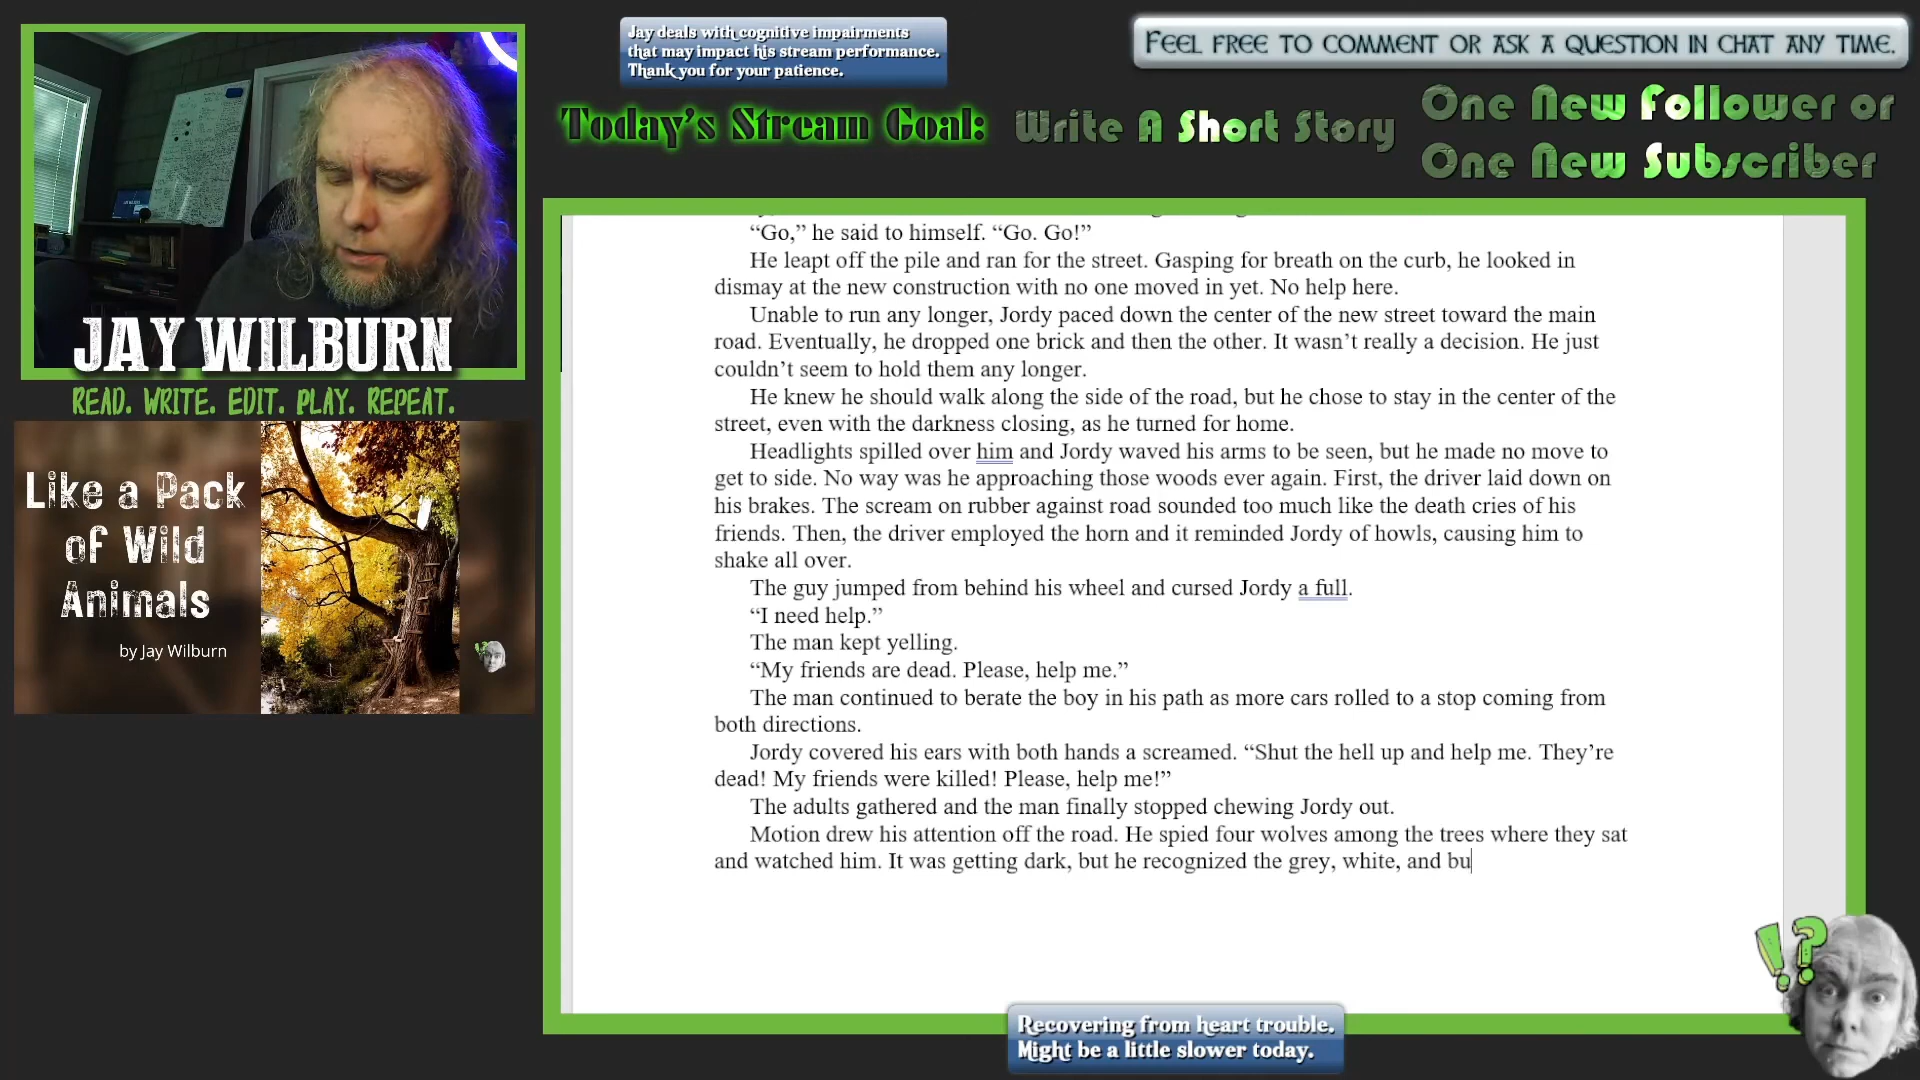 Jay deals with cognitive impairments
that may impact his stream performance.
Thank you for your patience.
FEEL FREE TO COMMENT OR ASK A QUESTION IN CHAT ANY TIME.
Today's Stream Goal:
Write A Short Story
One New Follower or
One New Subscriber
JAY WILBURN
READ. WRITE. EDIT. PLAY. REPEAT.
Like a Pack
of Wild
Animals
by Jay Wilburn
“Go,” he said to himself. “Go. Go!”
He leapt off the pile and ran for the street. Gasping for breath on the curb, he looked in
dismay at the new construction with no one moved in yet. No help here.
Unable to run any longer, Jordy paced down the center of the new street toward the main
road. Eventually, he dropped one brick and then the other. It wasn’t really a decision. He just
couldn’t seem to hold them any longer.
He knew he should walk along the side of the road, but he chose to stay in the center of the
street, even with the darkness closing, as he turned for home.
Headlights spilled over him and Jordy waved his arms to be seen, but he made no move to
get to side. No way was he approaching those woods ever again. First, the driver laid down on
his brakes. The scream on rubber against road sounded too much like the death cries of his
friends. Then, the driver employed the horn and it reminded Jordy of howls, causing him to
shake all over.
The guy jumped from behind his wheel and cursed Jordy a full.
“I need help.”
The man kept yelling.
“My friends are dead. Please, help me.”
The man continued to berate the boy in his path as more cars rolled to a stop coming from
both directions.
Jordy covered his ears with both hands a screamed. “Shut the hell up and help me. They’re
dead! My friends were killed! Please, help me!”
The adults gathered and the man finally stopped chewing Jordy out.
Motion drew his attention off the road. He spied four wolves among the trees where they sat
and watched him. It was getting dark, but he recognized the grey, white, and bu
!?
Recovering from heart trouble.
Might be a little slower today.